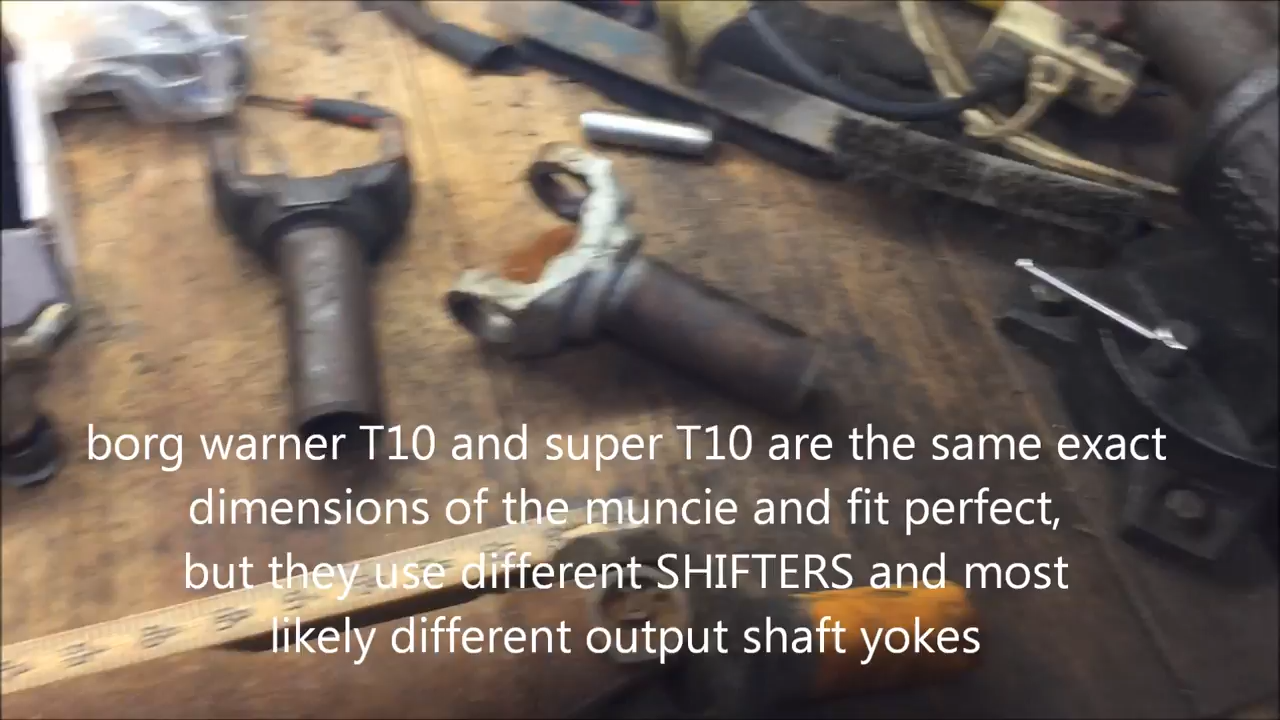 borg warner T10 and super T10 are the same exact
dimensions of the muncie and fit perfect,
but they use different SHIFTERS and most
likely different output shaft yokes